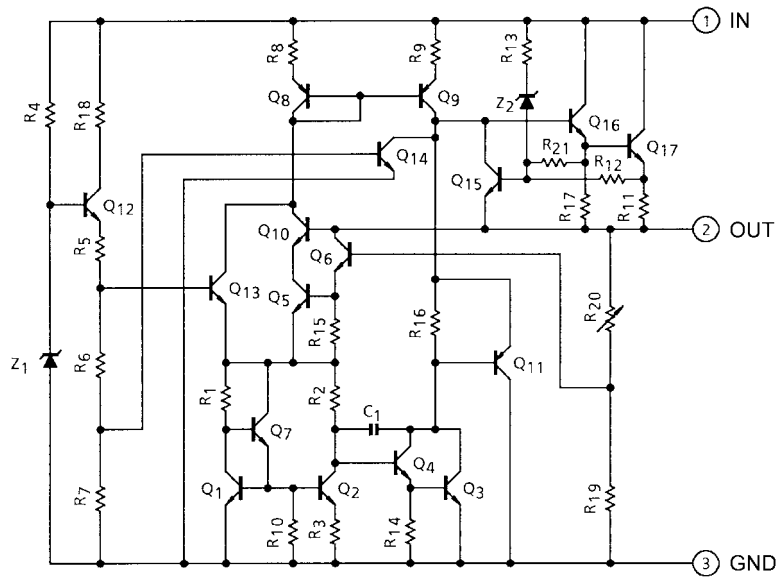 1 IN
R8
R9
R13
R4
R18
Q8
Q9
Z2
Q16
Q14
R21
Q17
Q12
Q15
R12
R17
R11
2 OUT
R5
Q10
Q6
Q13
Q5
R15
R16
R20
Z1
R6
Q11
R1
R2
C1
Q7
Q4
Q1
Q2
Q3
R7
R10
R3
R14
R19
3 GND